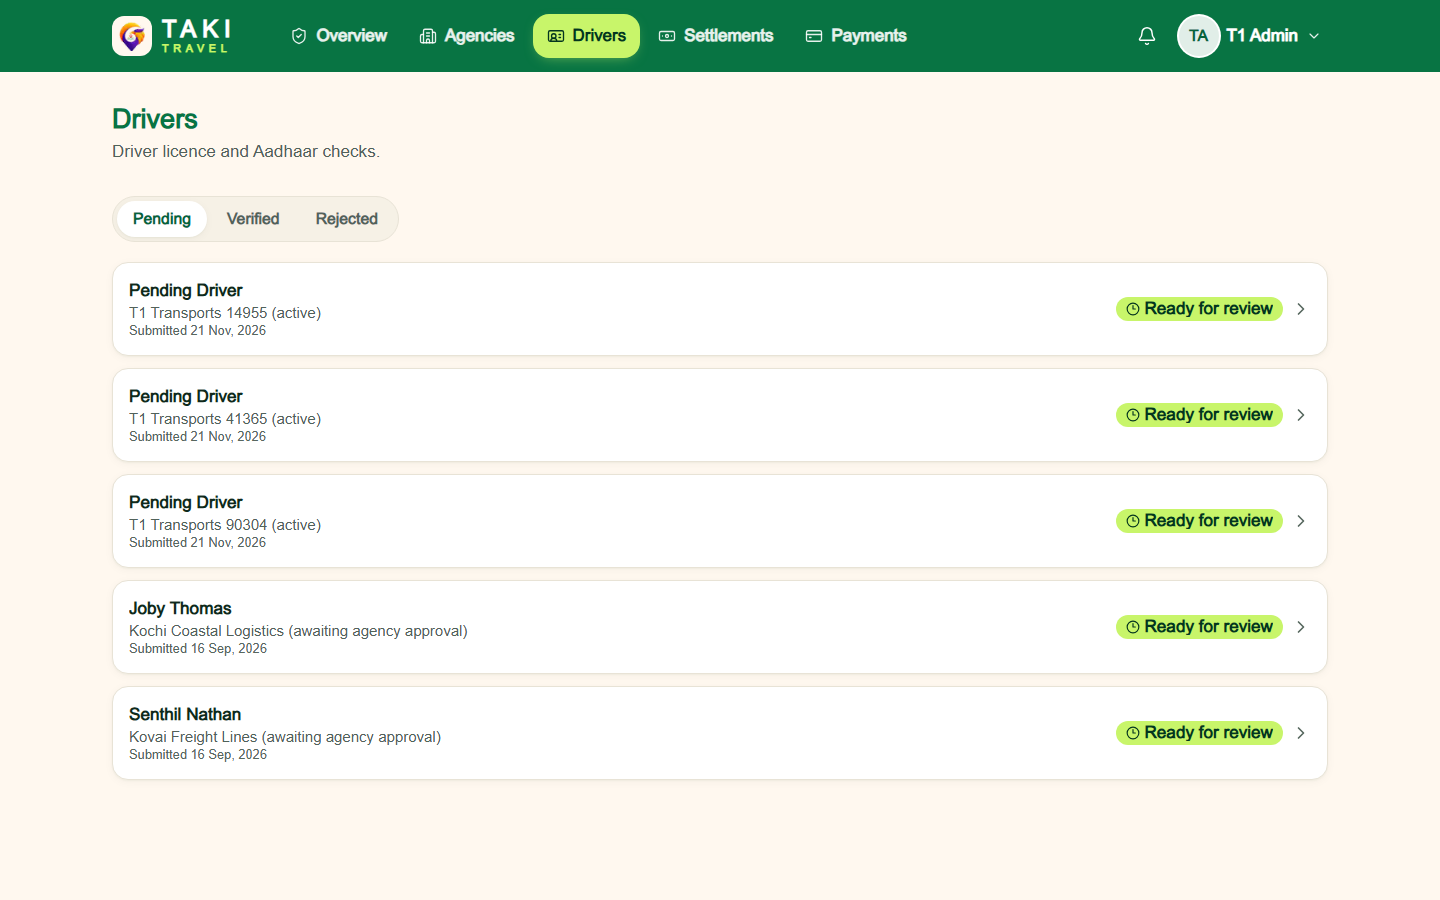 TAKI
TRAVEL
Overview
Agencies
Drivers
Settlements
Payments
TA
T1 Admin
Drivers
Driver licence and Aadhaar checks.
Pending
Verified
Rejected
Pending Driver
T1 Transports 14955 (active)
Submitted 21 Nov, 2026
Ready for review
Pending Driver
T1 Transports 41365 (active)
Submitted 21 Nov, 2026
Ready for review
Pending Driver
T1 Transports 90304 (active)
Submitted 21 Nov, 2026
Ready for review
Joby Thomas
Kochi Coastal Logistics (awaiting agency approval)
Submitted 16 Sep, 2026
Ready for review
Senthil Nathan
Kovai Freight Lines (awaiting agency approval)
Submitted 16 Sep, 2026
Ready for review